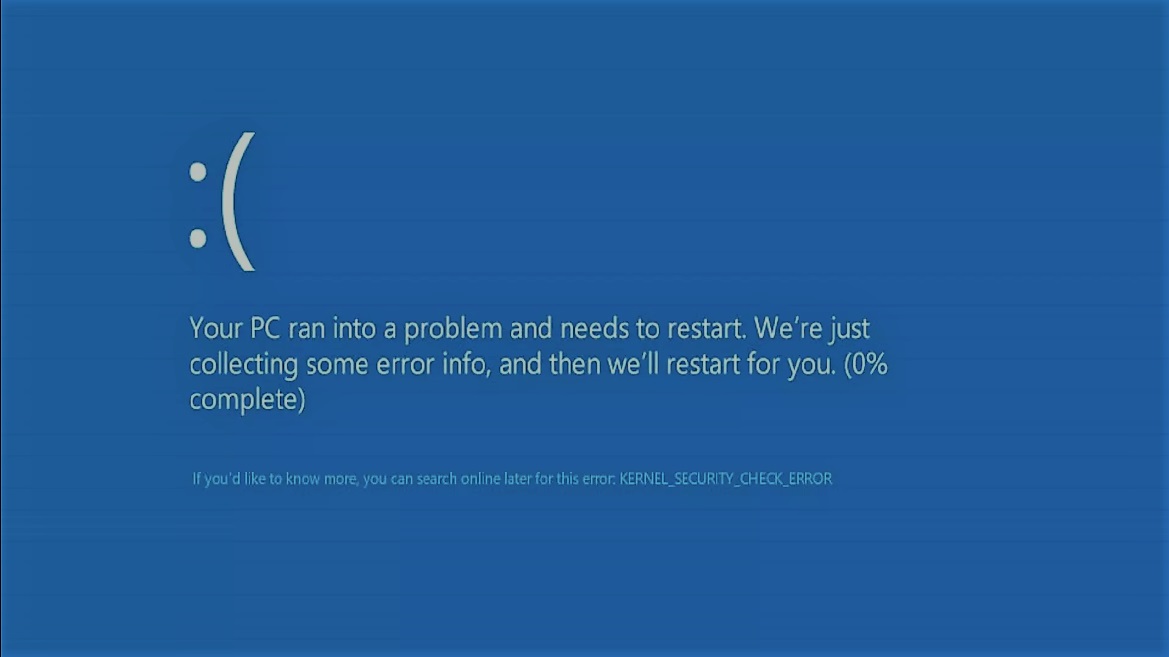 :(
Your PC ran into a problem and needs to restart. We're just
collecting some error info, and then we'll restart for you. (0%
complete)
If you'd like to know more, you can search online later for this error: KERNEL_SECURITY_CHECK_ERROR